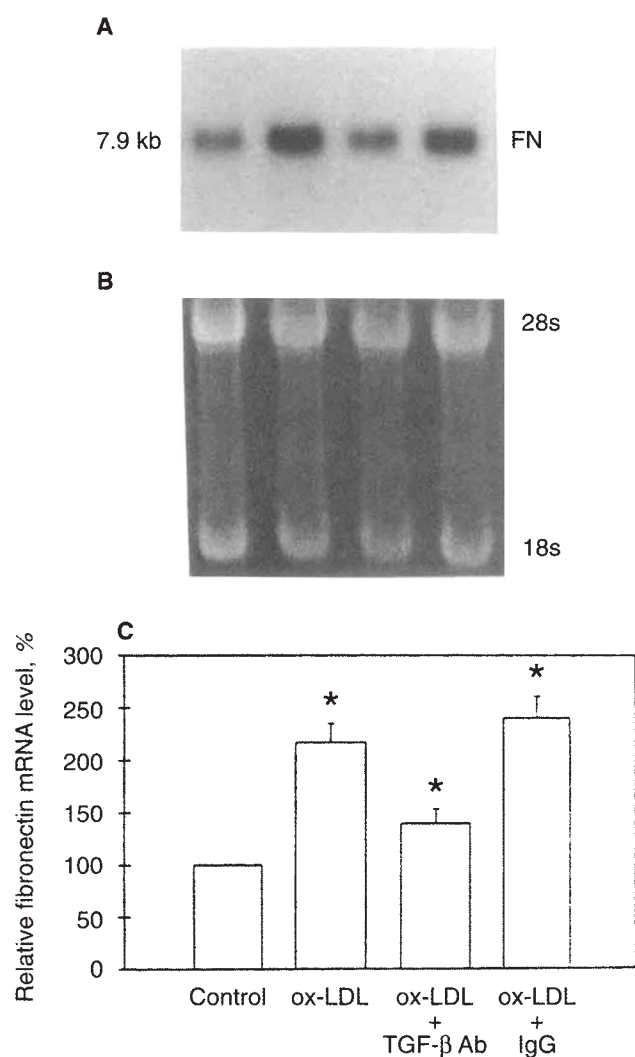 A
7.9 kb FN
B
28s
18s
C
Relative fibronectin mRNA level, %
300
250
200
150
100
50
0
*
*
*
Control ox-LDL ox-LDL ox-LDL
+ +
TGF-β Ab IgG